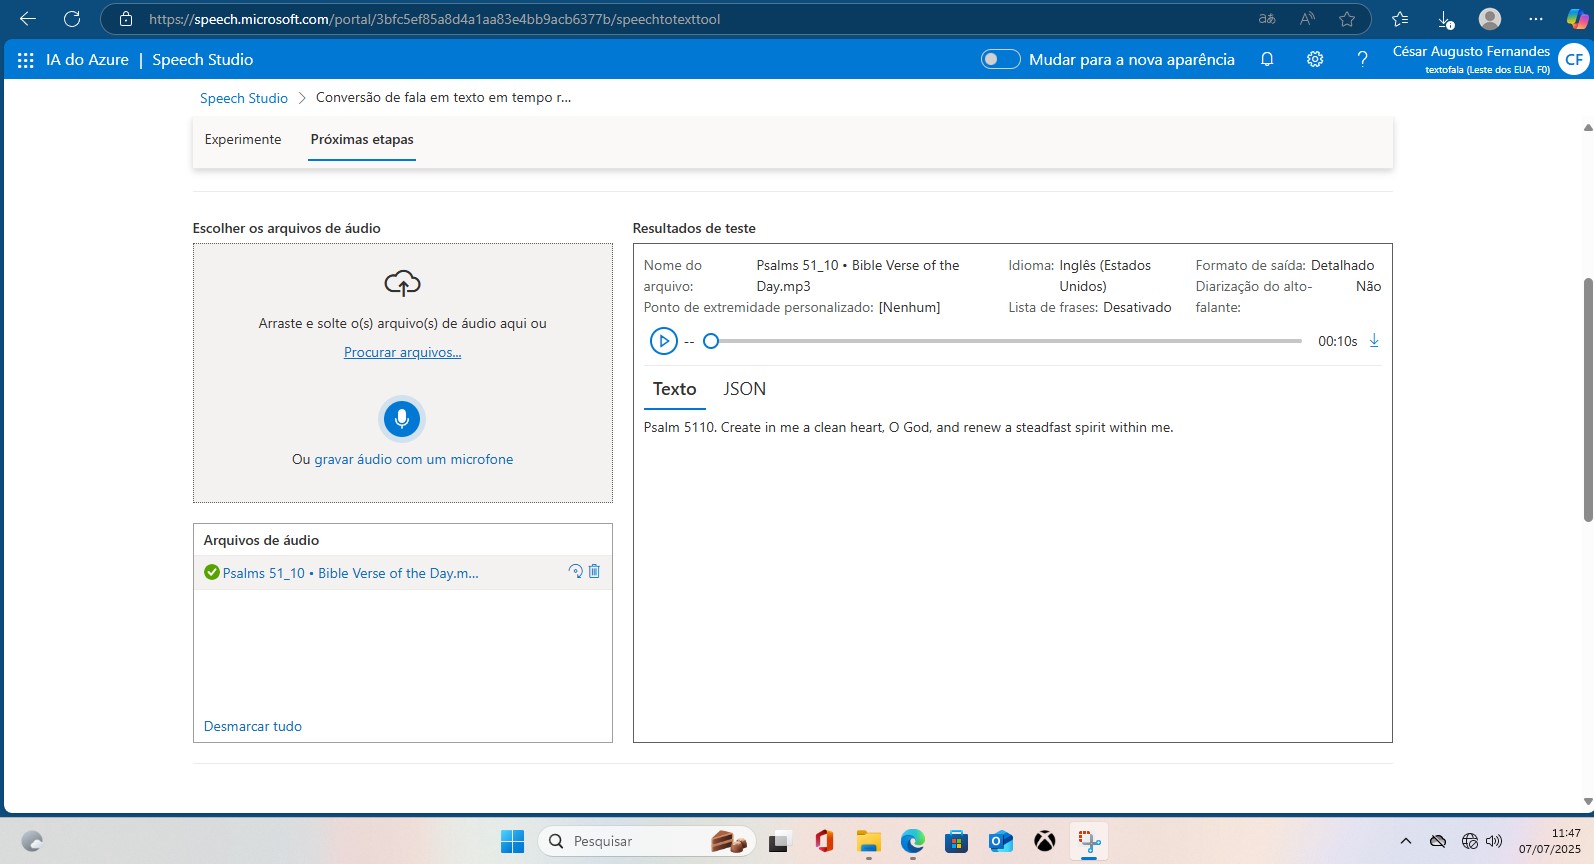 https://speech.microsoft.com/portal/3bfc5ef85a8d4a1aa83e4bb9acb6377b/speechtotexttool
IA do Azure | Speech Studio
Mudar para a nova aparência
?
César Augusto Fernandes
textofala (Leste dos EUA, F0)
CF
Speech Studio > Conversão de fala em texto em tempo r...
Experimente
Próximas etapas
Escolher os arquivos de áudio
Arraste e solte o(s) arquivo(s) de áudio aqui ou
Procurar arquivos...
Ou gravar áudio com um microfone
Arquivos de áudio
Psalms 51_10 • Bible Verse of the Day.m...
Desmarcar tudo
Resultados de teste
Nome do arquivo: Psalms 51_10 • Bible Verse of the Day.mp3
Idioma: Inglês (Estados Unidos)
Formato de saída: Detalhado
Diarização do alto-falante: Não
Ponto de extremidade personalizado: [Nenhum]
Lista de frases: Desativado
--
00:10s
Texto
JSON
Psalm 5110. Create in me a clean heart, O God, and renew a steadfast spirit within me.
Pesquisar
11:47
07/07/2025